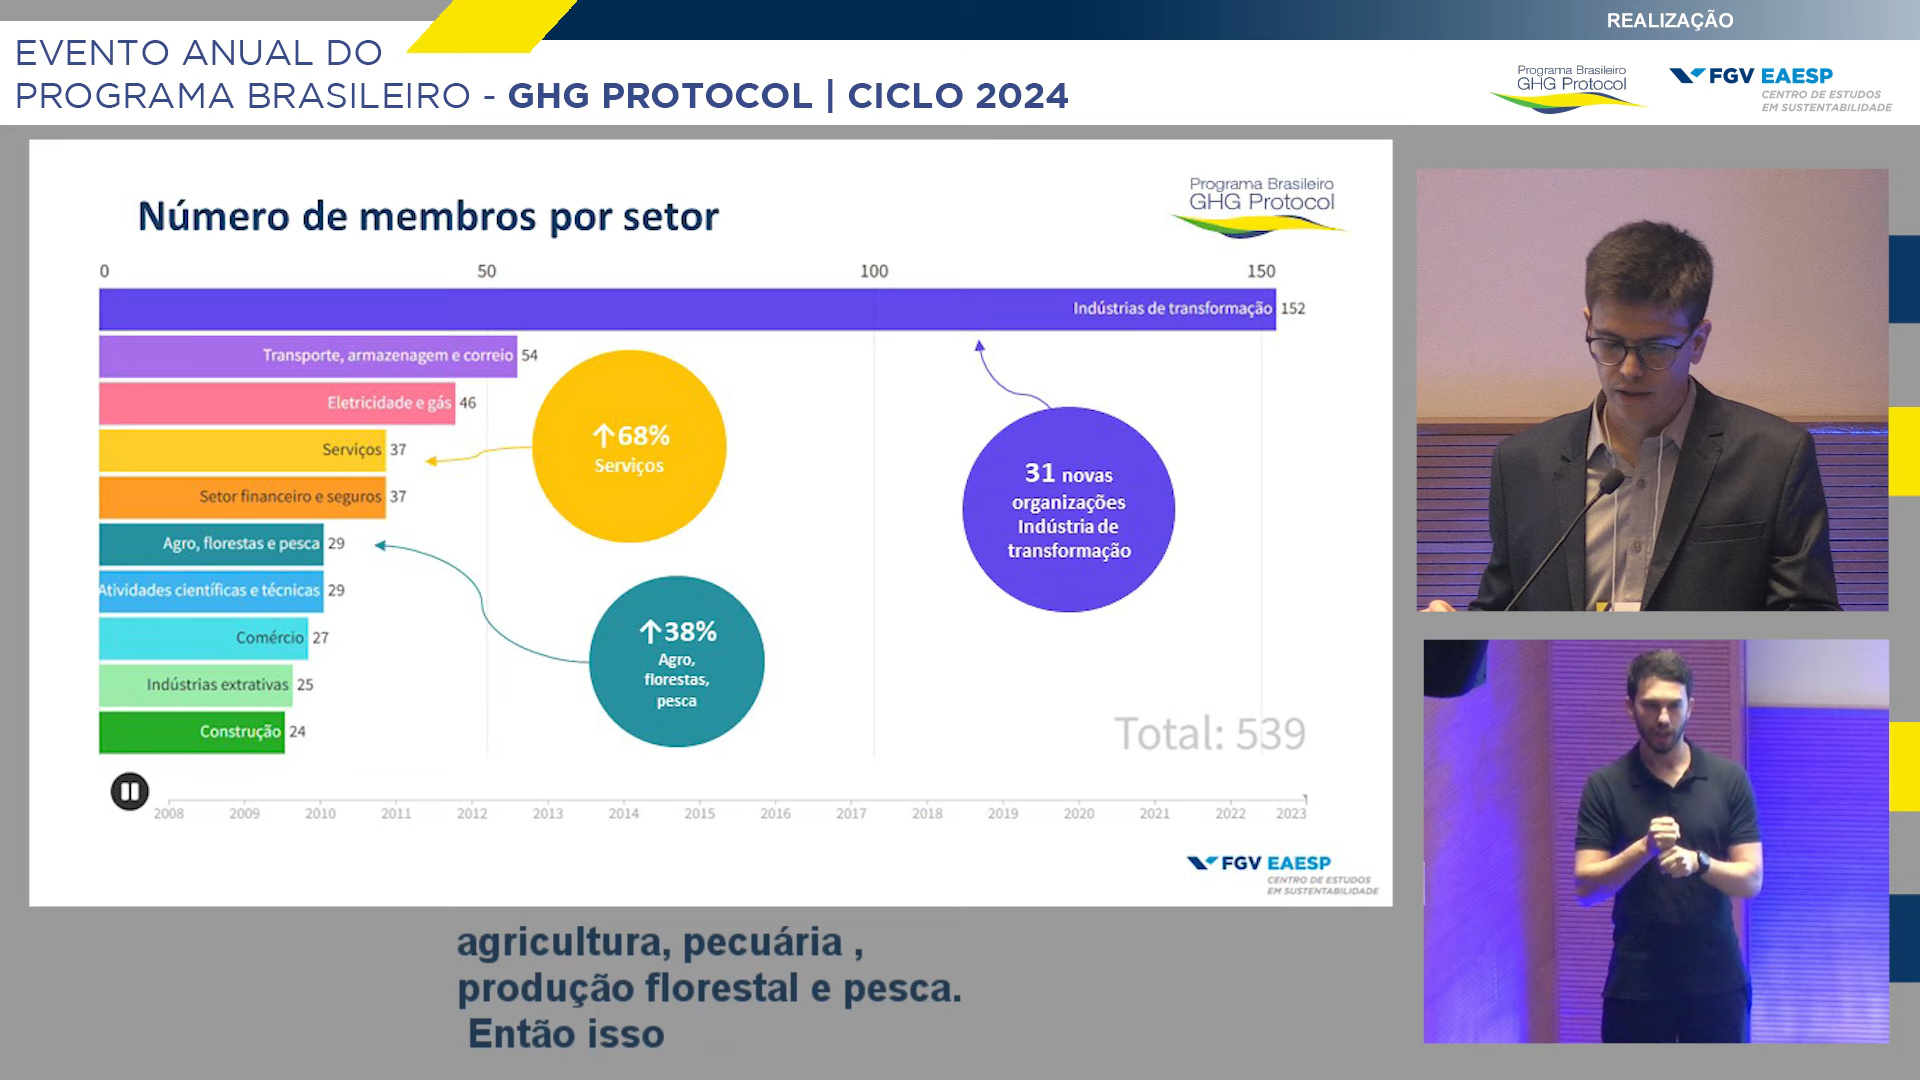 REALIZAÇÃO
EVENTO ANUAL DO
PROGRAMA BRASILEIRO - GHG PROTOCOL | CICLO 2024
Programa Brasileiro
GHG Protocol
FGV EAESP
CENTRO DE ESTUDOS
EM SUSTENTABILIDADE
Número de membros por setor
Programa Brasileiro
GHG Protocol
0 50 100 150
Indústrias de transformação 152
Transporte, armazenagem e correio 54
Eletricidade e gás 46
Serviços 37
Setor financeiro e seguros 37
Agro, florestas e pesca 29
Atividades científicas e técnicas 29
Comércio 27
Indústrias extrativas 25
Construção 24
↑68%
Serviços
31 novas
organizações
Indústria de
transformação
↑38%
Agro,
florestas,
pesca
Total: 539
2008 2009 2010 2011 2012 2013 2014 2015 2016 2017 2018 2019 2020 2021 2022 2023
FGV EAESP
CENTRO DE ESTUDOS
EM SUSTENTABILIDADE
agricultura, pecuária ,
produção florestal e pesca.
Então isso